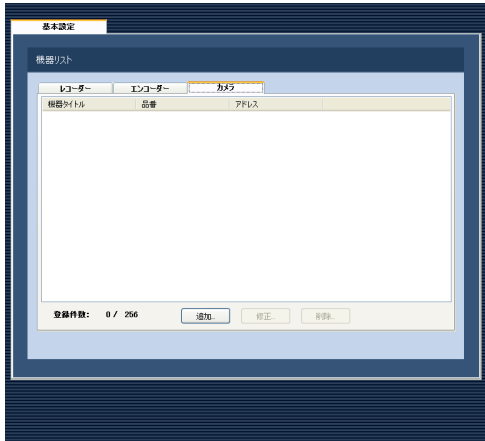 基本設定
機器リスト
レコーダー エンコーダー カメラ
機器タイトル 品番 アドレス
登録件数: 0 / 256 追加... 修正... 削除...